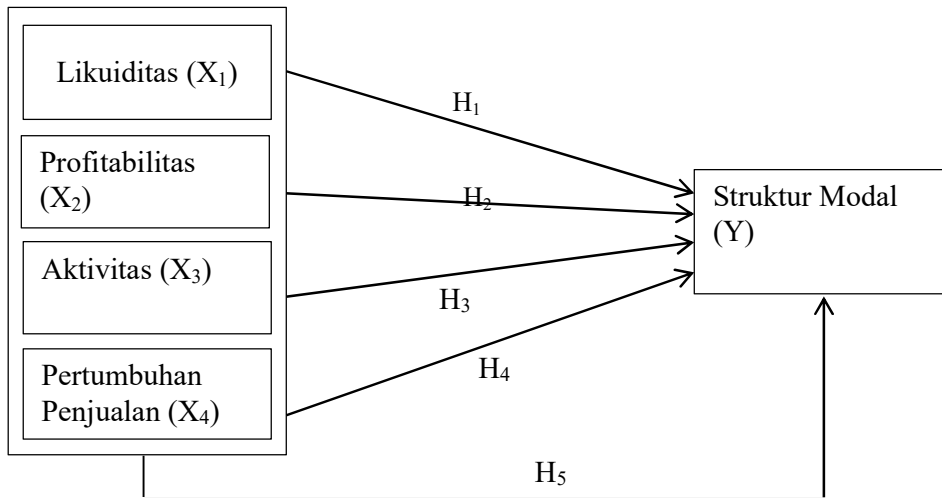 Likuiditas (X₁)
Profitabilitas
(X₂)
Aktivitas (X₃)
Pertumbuhan
Penjualan (X₄)
H₁
H₂
H₃
H₄
H₅
Struktur Modal
(Y)